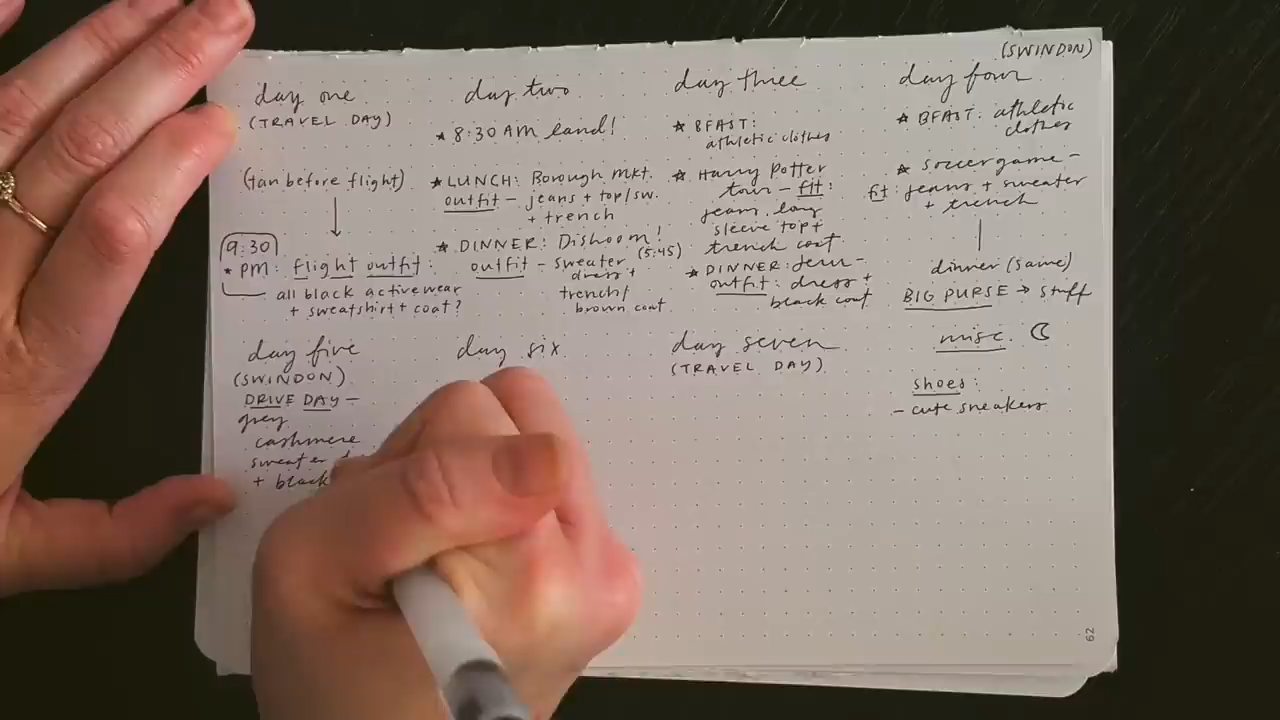 (SWINDON)
day one
(TRAVEL DAY)
(tan before flight)
9:30
* PM: flight outfit:
all black activewear
+ sweatshirt + coat?
day two
* 8:30 AM land!
* LUNCH: Borough Mkt.
outfit – jeans + top/sw.
+ trench
* DINNER: Dishoom!
(5:45)
outfit – sweater
dress +
trench/
brown coat
day three
* BFAST:
athletic clothes
* Harry Potter
tour – fit:
jeans, long
sleeve top +
trench coat
* DINNER:
outfit: dress +
black coat
day four
* BFAST: athletic
clothes
* soccer game –
fit: jeans + sweater
+ trench
dinner (same)
BIG PURSE → stuff
day five
(SWINDON)
DRIVE DAY –
grey
cashmere
sweater
+ black
day six
day seven
(TRAVEL DAY)
misc.
shoes:
– cute sneakers
62